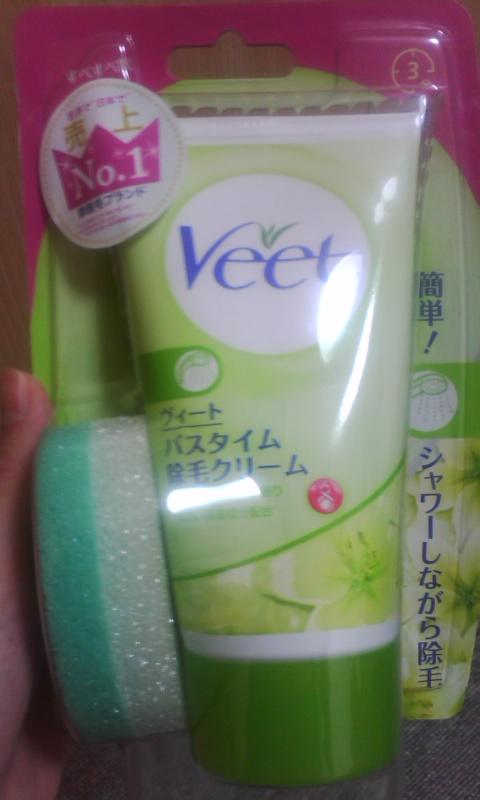 すべすべ
3
売上
No.1
除毛ブランド
Veet
簡単!
シャワーしながら除毛
ヴィート
バスタイム
除毛クリーム
配合